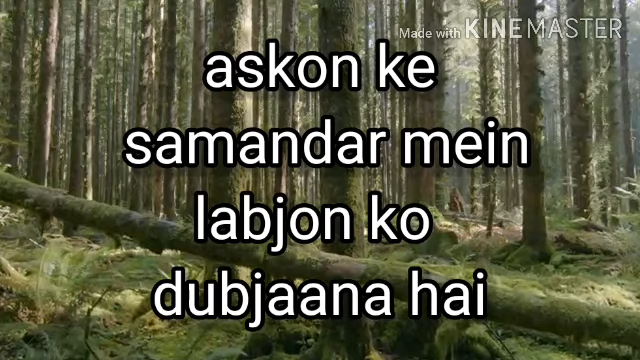 Made with KINEMASTER
askon ke
samandar mein
labjon ko
dubjaana hai